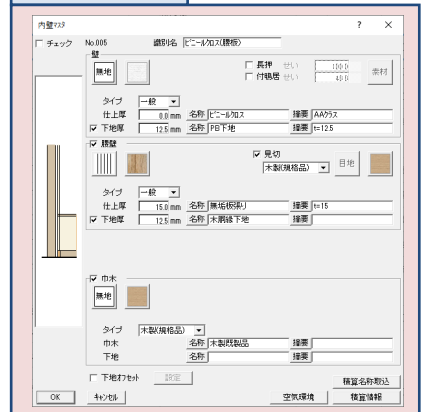 内壁マスタ ? ×
チェック No.005 識別名 ビニールクロス(腰板)
壁
無地 長押 せい 100.0 素材
付鴨居 せい 40.0
タイプ 一般
仕上厚 0.0 mm 名称 ビニールクロス 摘要 AAクラス
下地厚 12.5 mm 名称 PB下地 摘要 t=12.5
腰壁
見切
木製(規格品) 目地
タイプ 一般
仕上厚 15.0 mm 名称 無垢板張り 摘要 t=15
下地厚 12.5 mm 名称 木胴縁下地 摘要
巾木
無地
タイプ 木製(規格品)
巾木 名称 木製既製品 摘要
下地 名称 摘要
下地オフセット 設定
積算名称取込
OK キャンセル 空気環境 積算情報